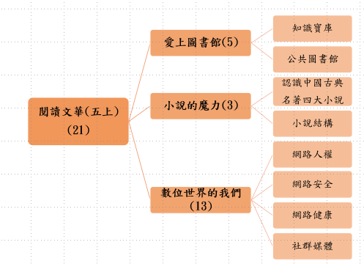 閱讀文華(五上)
(21)
愛上圖書館(5)
知識寶庫
公共圖書館
小說的魔力(3)
認識中國古典
名著四大小說
小說結構
數位世界的我們
(13)
網路人權
網路安全
網路健康
社群媒體